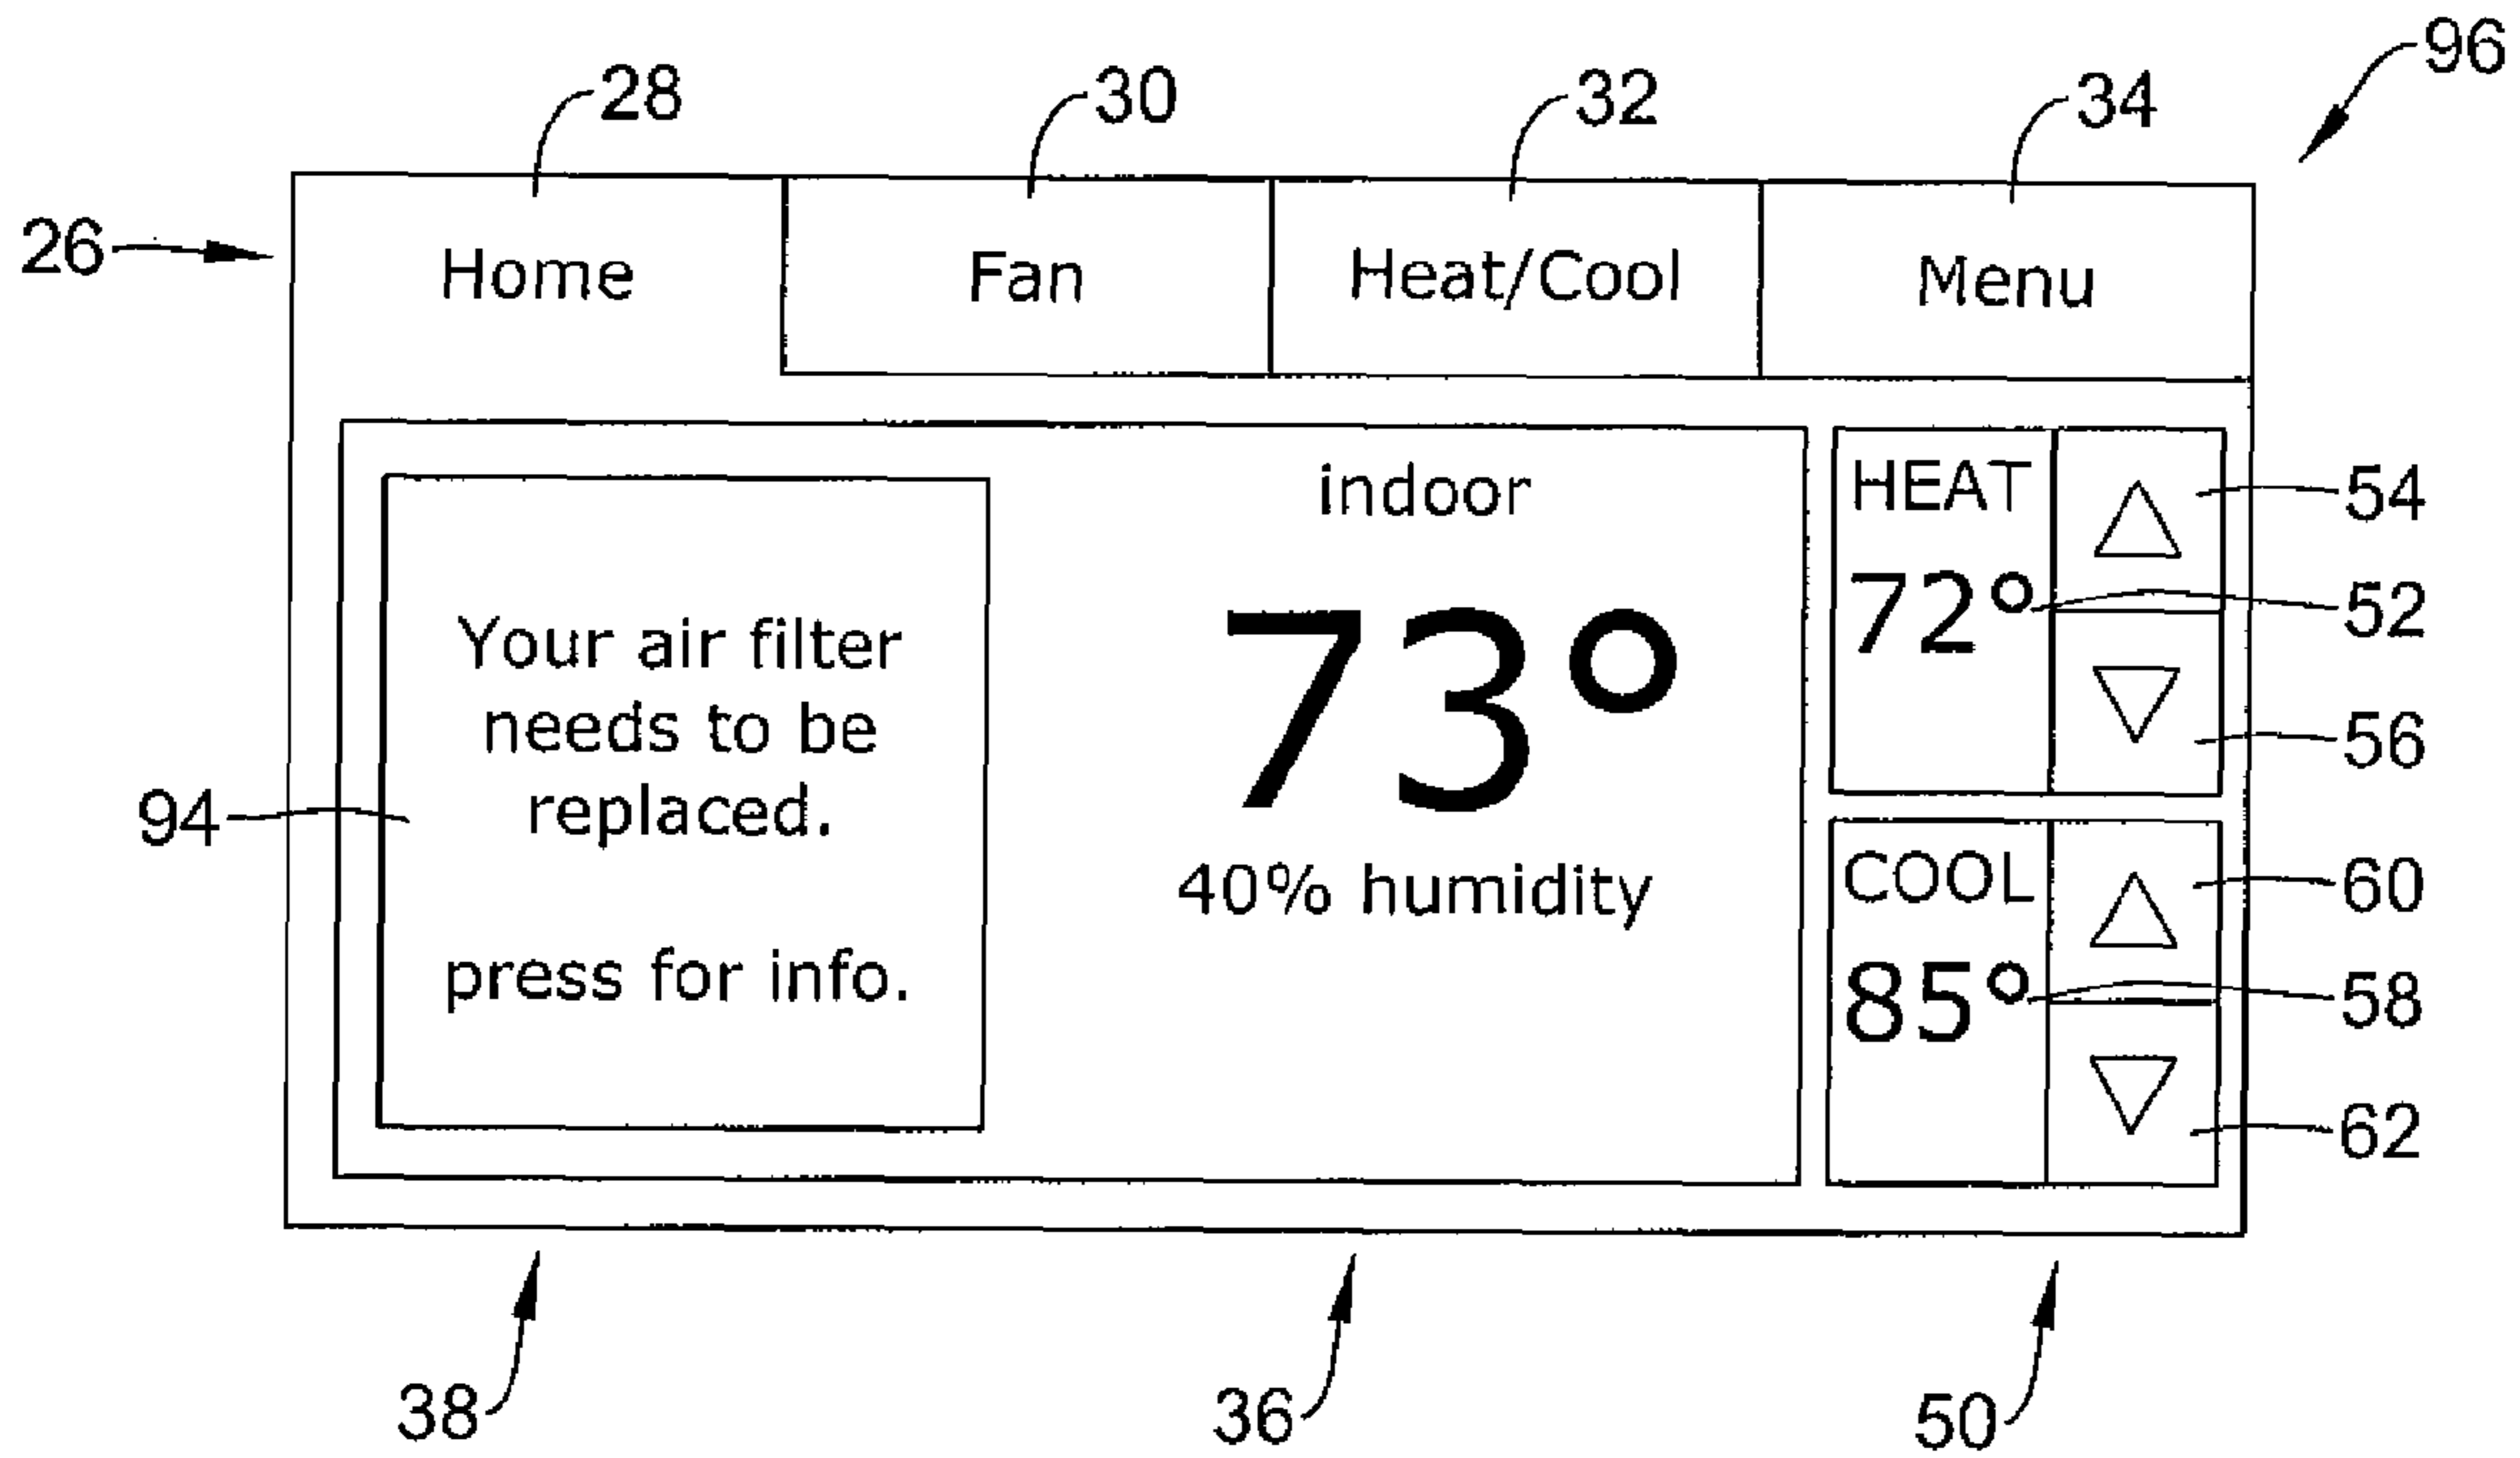 96
28 30 32 34
26
Home Fan Heat/Cool Menu
indoor
73°
40% humidity
Your air filter
needs to be
replaced.
press for info.
94
HEAT
72°
54
52
56
COOL
85°
60
58
62
38 36 50